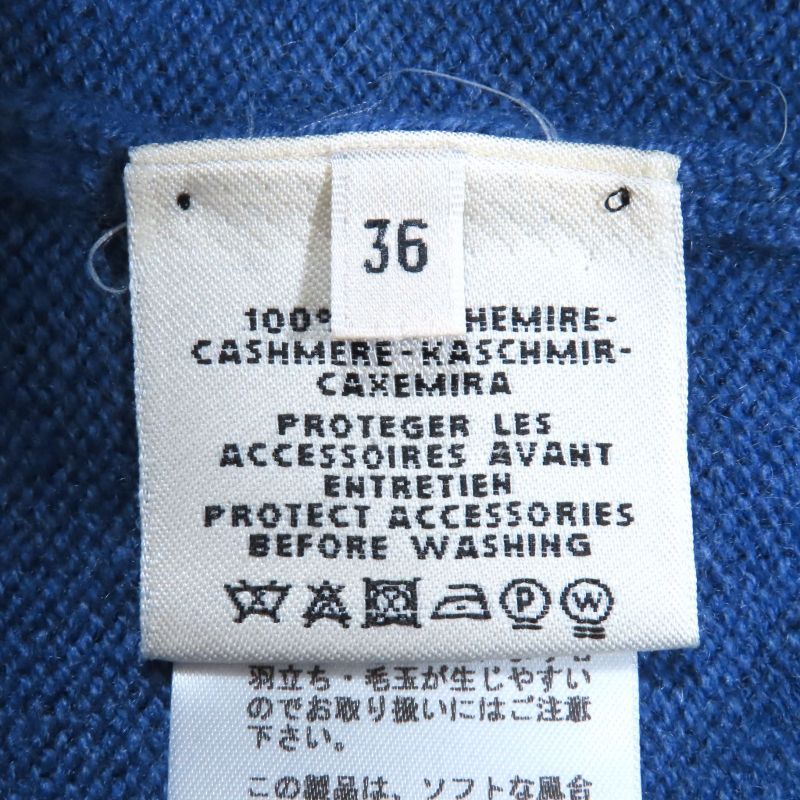 36
100% HEMIRE-
CASHMERE-KASCHMIR-
CAXEMIRA
PROTEGER LES
ACCESSOIRES AVANT
ENTRETIEN
PROTECT ACCESSORIES
BEFORE WASHING
P W
羽立ち・毛玉が生じやすい
のでお取り扱いにはご注意
下さい。
この製品は、ソフトな風合